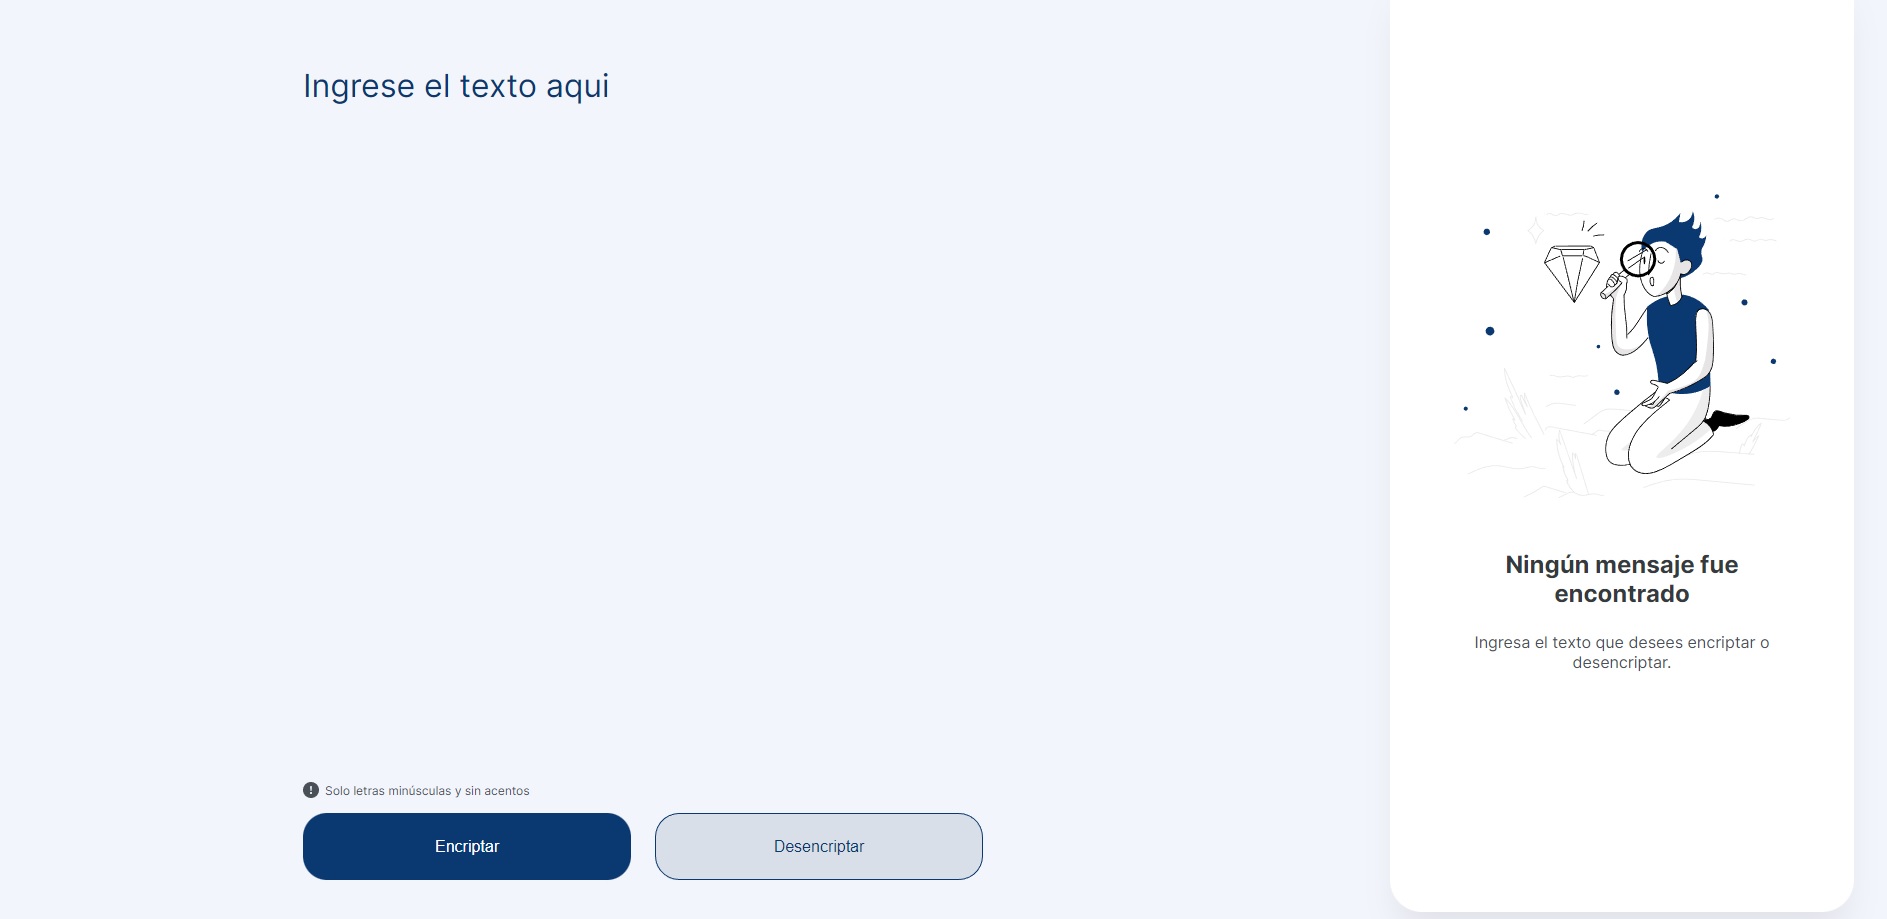 Ingrese el texto aqui
Solo letras minúsculas y sin acentos
Encriptar
Desencriptar
Ningún mensaje fue
encontrado
Ingresa el texto que desees encriptar o
desencriptar.